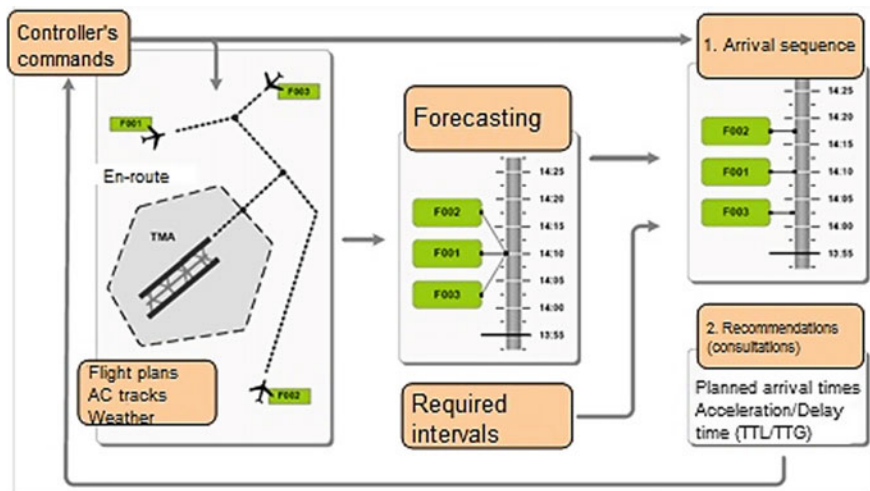 Controller's
commands
F003
F001
En-route
TMA
F002
Flight plans
AC tracks
Weather
Forecasting
14:25
14:20
F002
14:15
F001
14:10
14:05
F003
14:00
13:55
Required
intervals
1. Arrival sequence
14:25
14:20
F002
14:15
F001
14:10
14:05
F003
14:00
13:55
2. Recommendations
(consultations)
Planned arrival times
Acceleration/Delay
time (TTL/TTG)